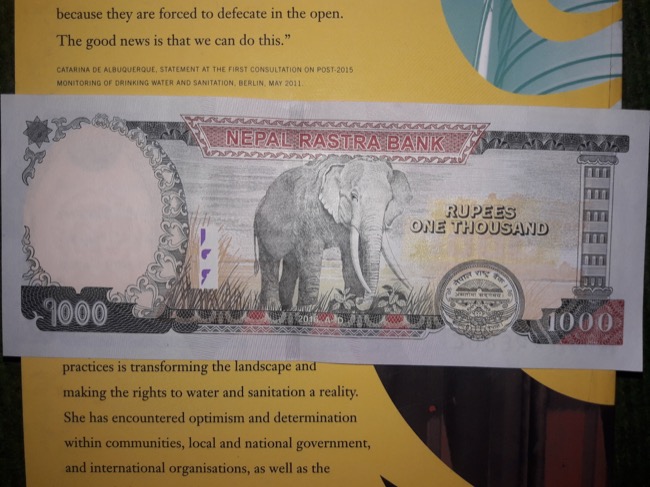 because they are forced to defecate in the open.
The good news is that we can do this.”
CATARINA DE ALBUQUERQUE, STATEMENT AT THE FIRST CONSULTATION ON POST-2015
MONITORING OF DRINKING WATER AND SANITATION, BERLIN, MAY 2011
NEPAL RASTRA BANK
RUPEES
ONE THOUSAND
1000
1000
practices is transforming the landscape and
making the rights to water and sanitation a reality.
She has encountered optimism and determination
within communities, local and national government,
and international organisations, as well as the